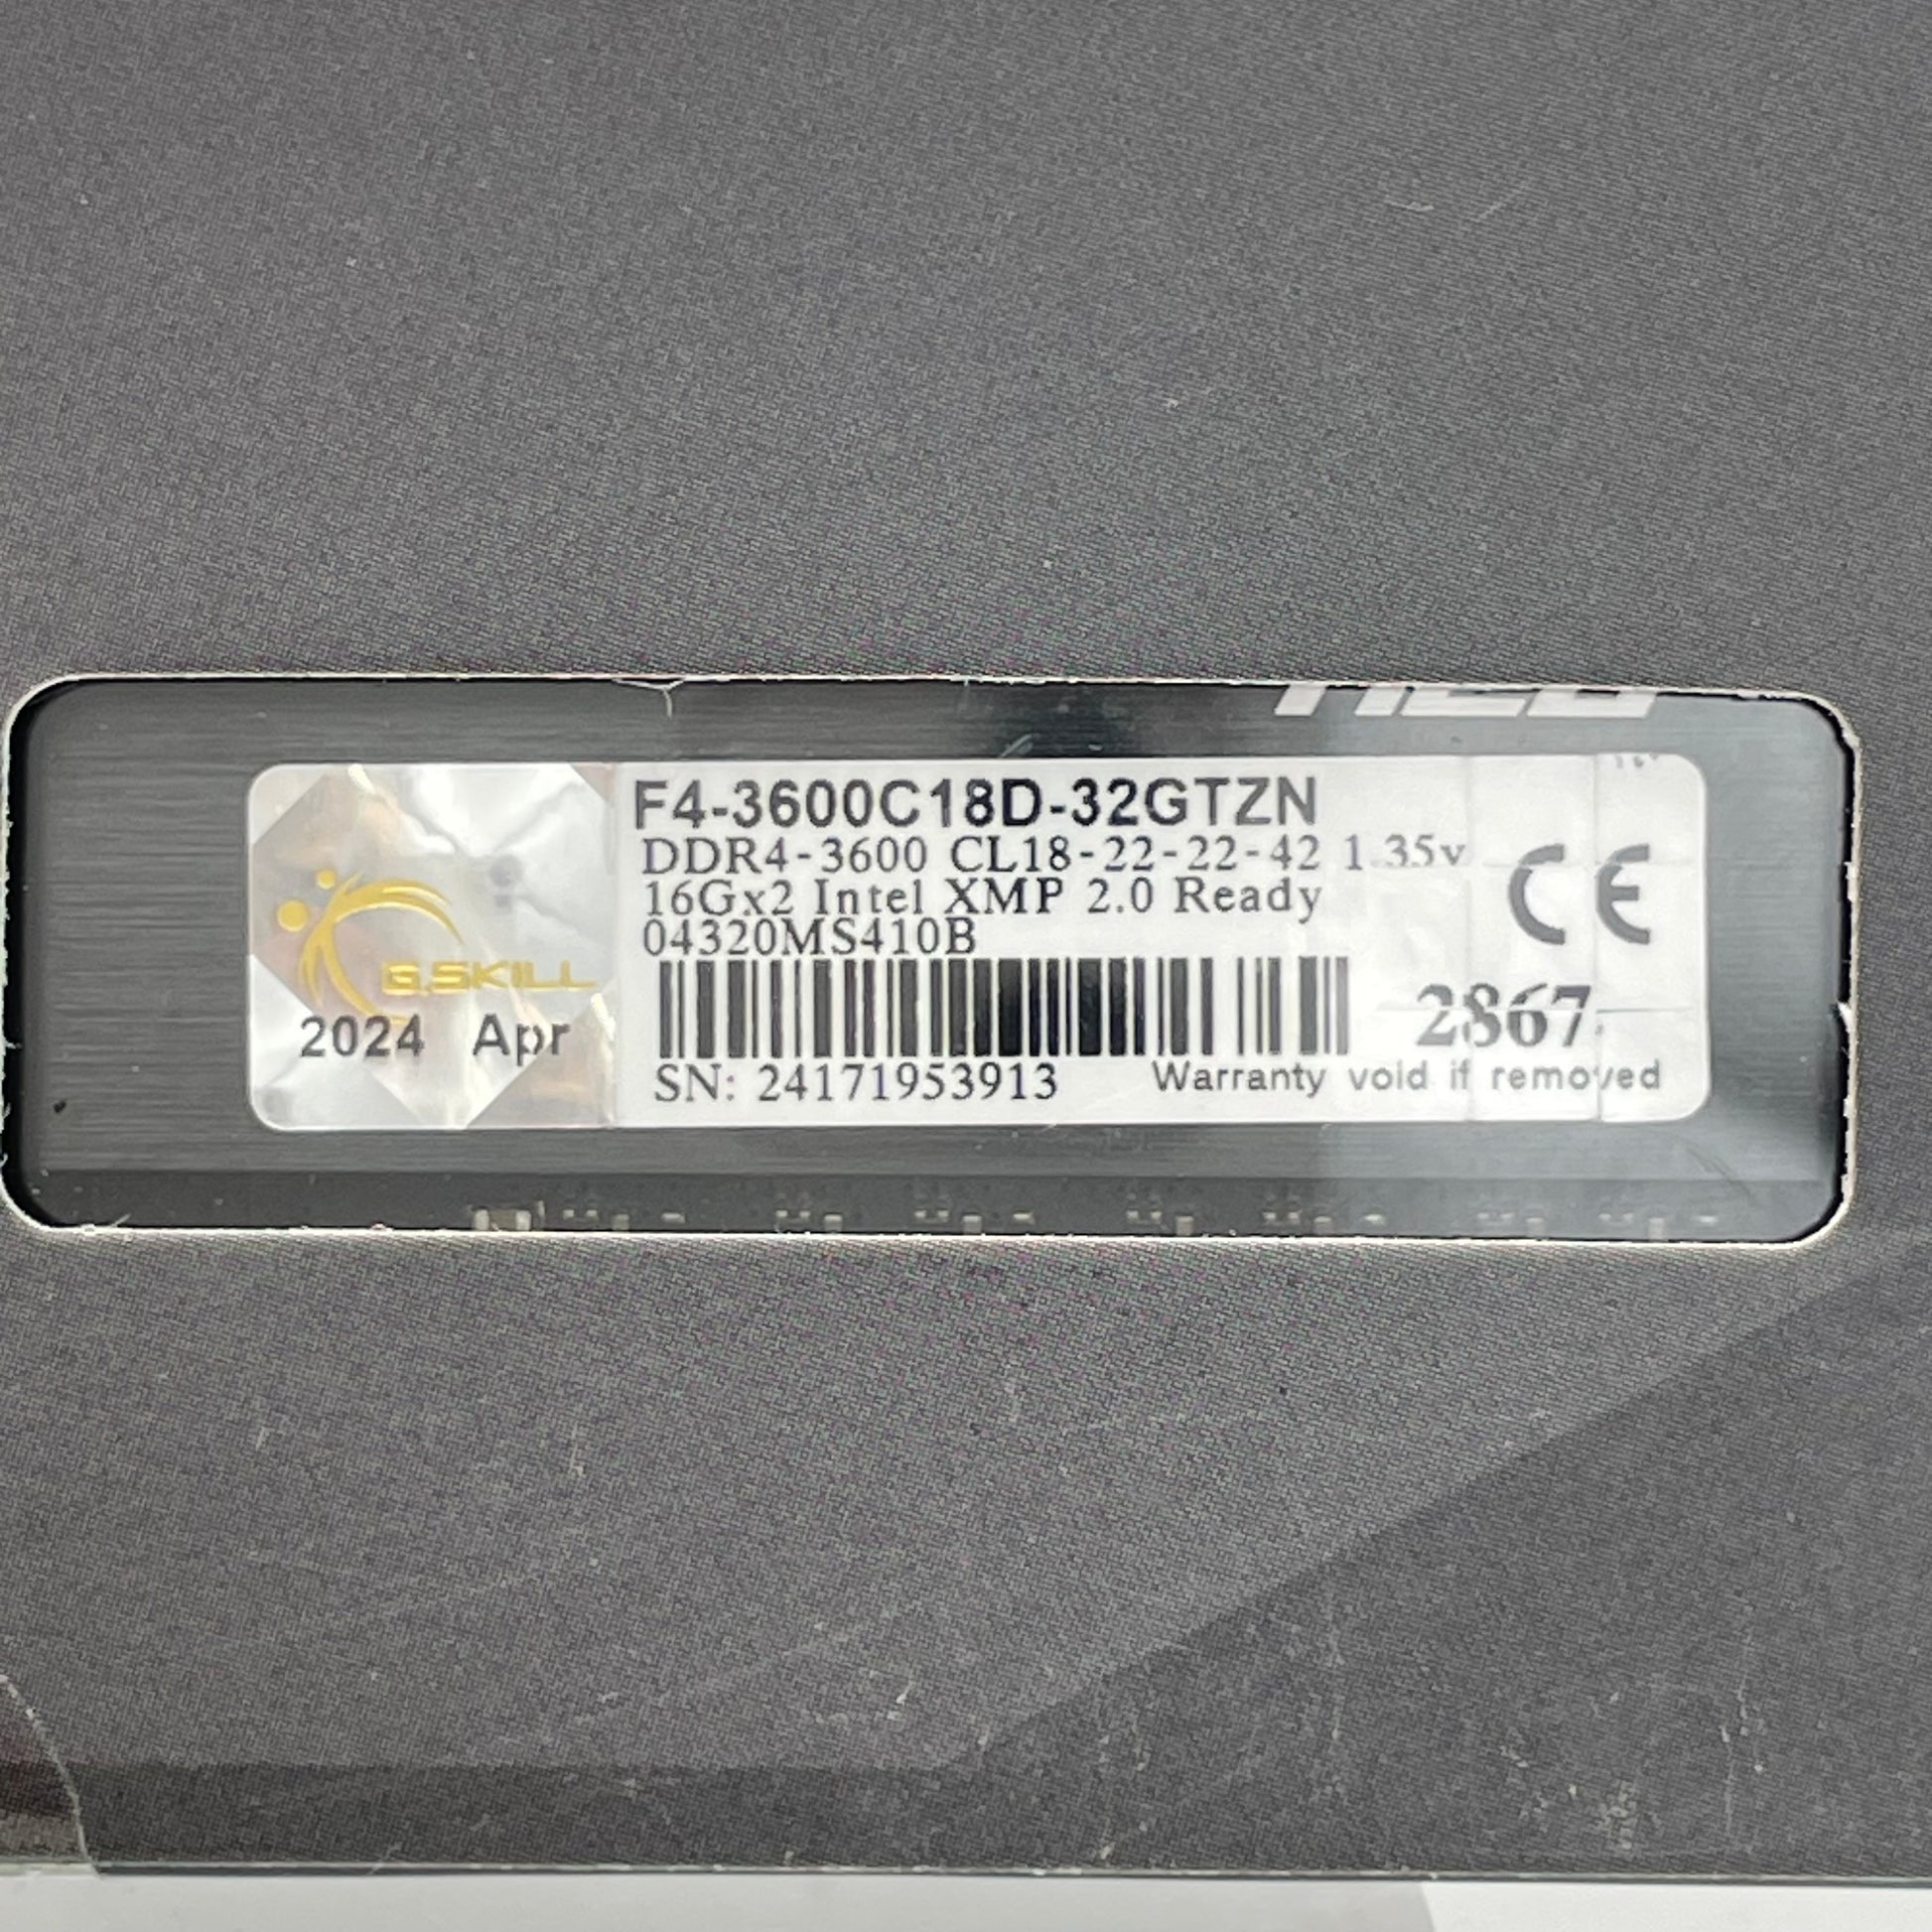 F4-3600C18D-32GTZN
DDR4-3600 CL18-22-22-42 1.35v
16Gx2 Intel XMP 2.0 Ready
04320MS410B
CE
G.SKILL
2024 Apr
2867
SN: 24171953913
Warranty void if removed